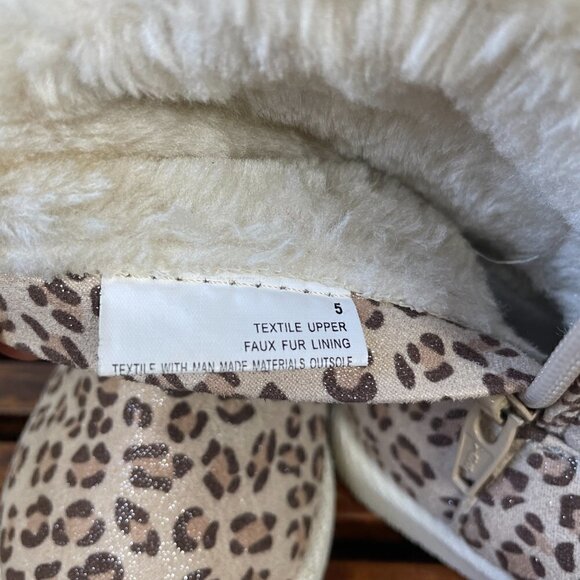 5
TEXTILE UPPER
FAUX FUR LINING
TEXTILE WITH MAN MADE MATERIALS OUTSOLE